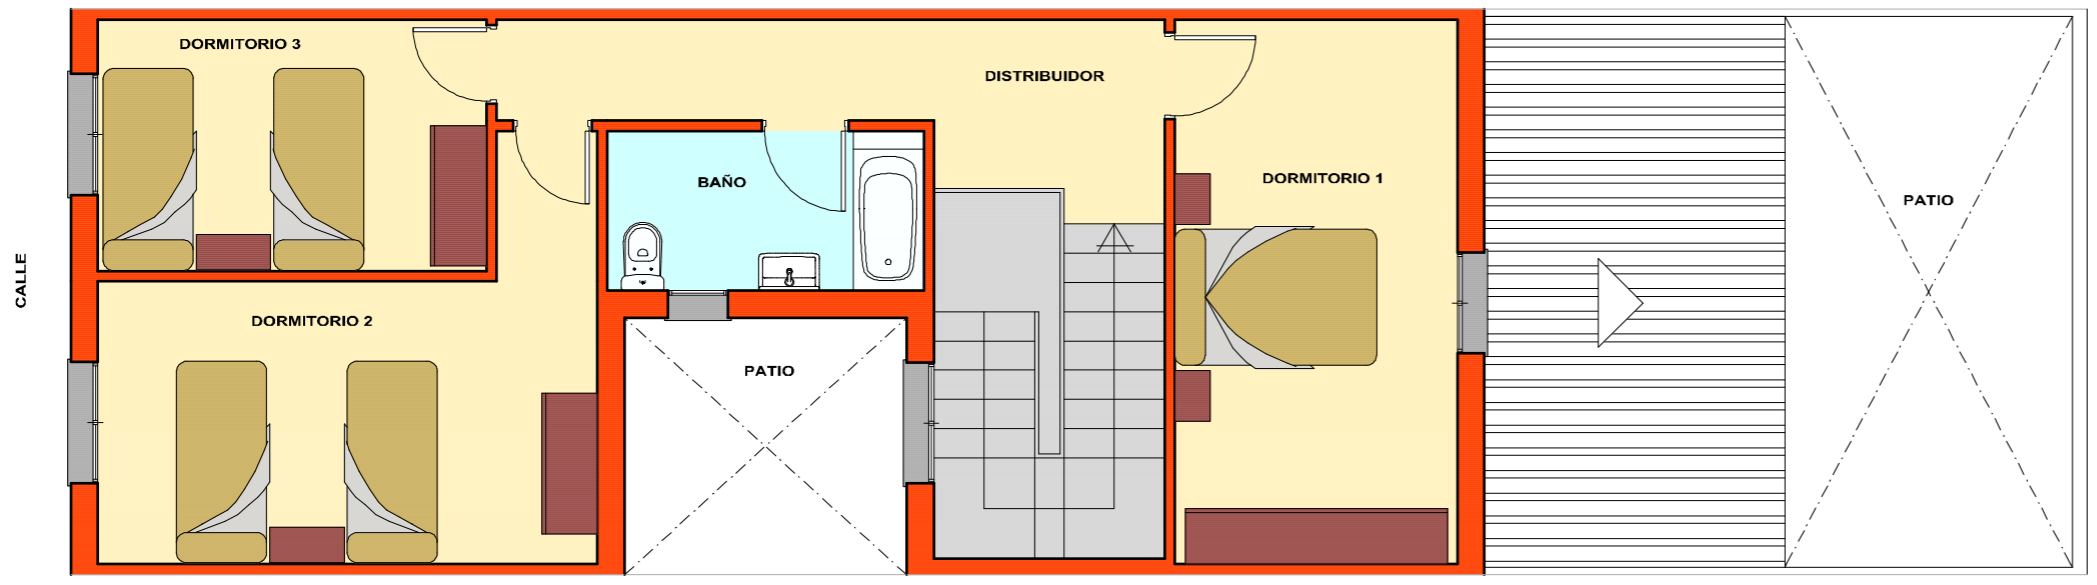 DORMITORIO 3
DISTRIBUIDOR
BAÑO
DORMITORIO 1
PATIO
CALLE
DORMITORIO 2
PATIO